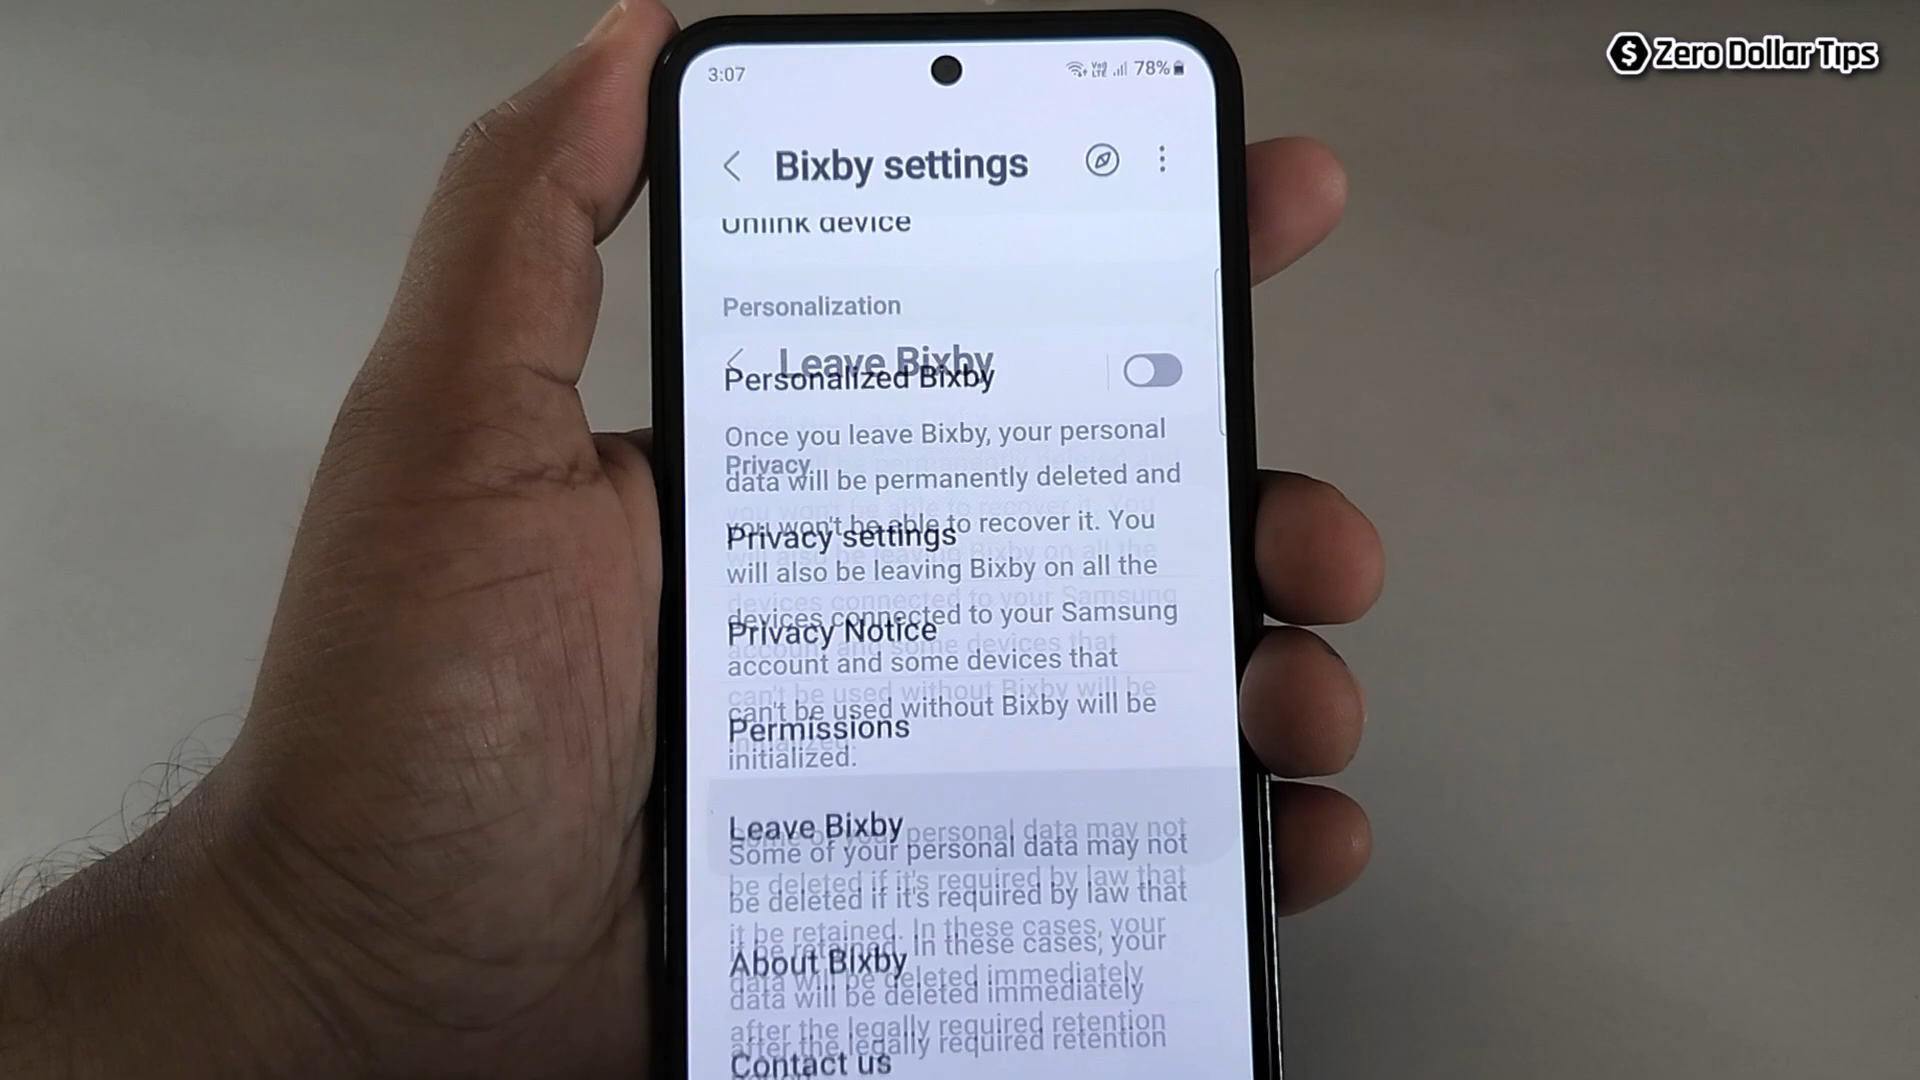 Zero Dollar Tips
3:07
78%
Bixby settings
Unlink device
Personalization
Leave Bixby
Personalized Bixby
Once you leave Bixby, your personal
Privacy
data will be permanently deleted and
you won't be able to recover it. You
Privacy settings
will also be leaving Bixby on all the
devices connected to your Samsung
Privacy Notice
account and some devices that
can't be used without Bixby will be
Permissions
initialized.
Leave Bixby
Some of your personal data may not
be deleted if it's required by law that
it be retained. In these cases, your
About Bixby
data will be deleted immediately
after the legally required retention
Contact us